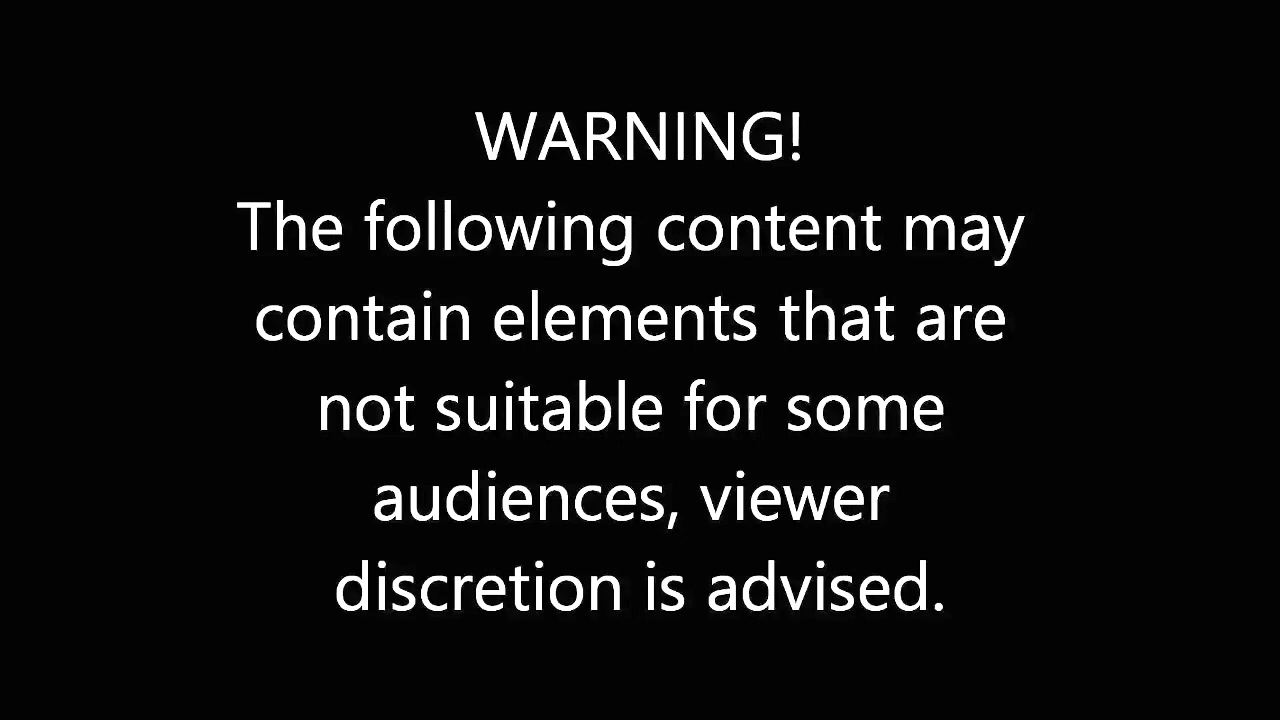 WARNING!
The following content may
contain elements that are
not suitable for some
audiences, viewer
discretion is advised.